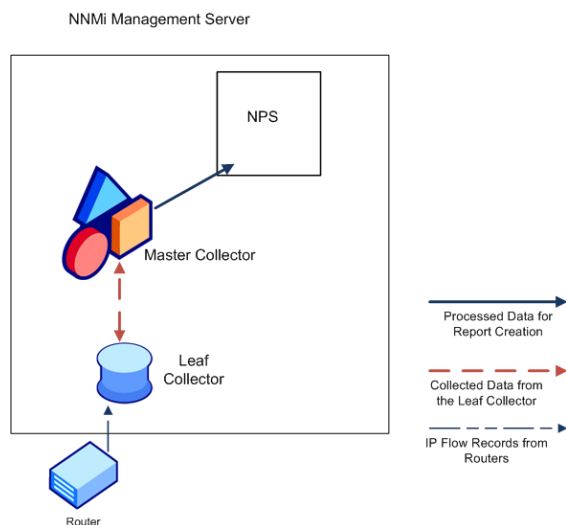 NNMi Management Server
NPS
Master Collector
Leaf
Collector
Router
Processed Data for
Report Creation
Collected Data from
the Leaf Collector
IP Flow Records from
Routers